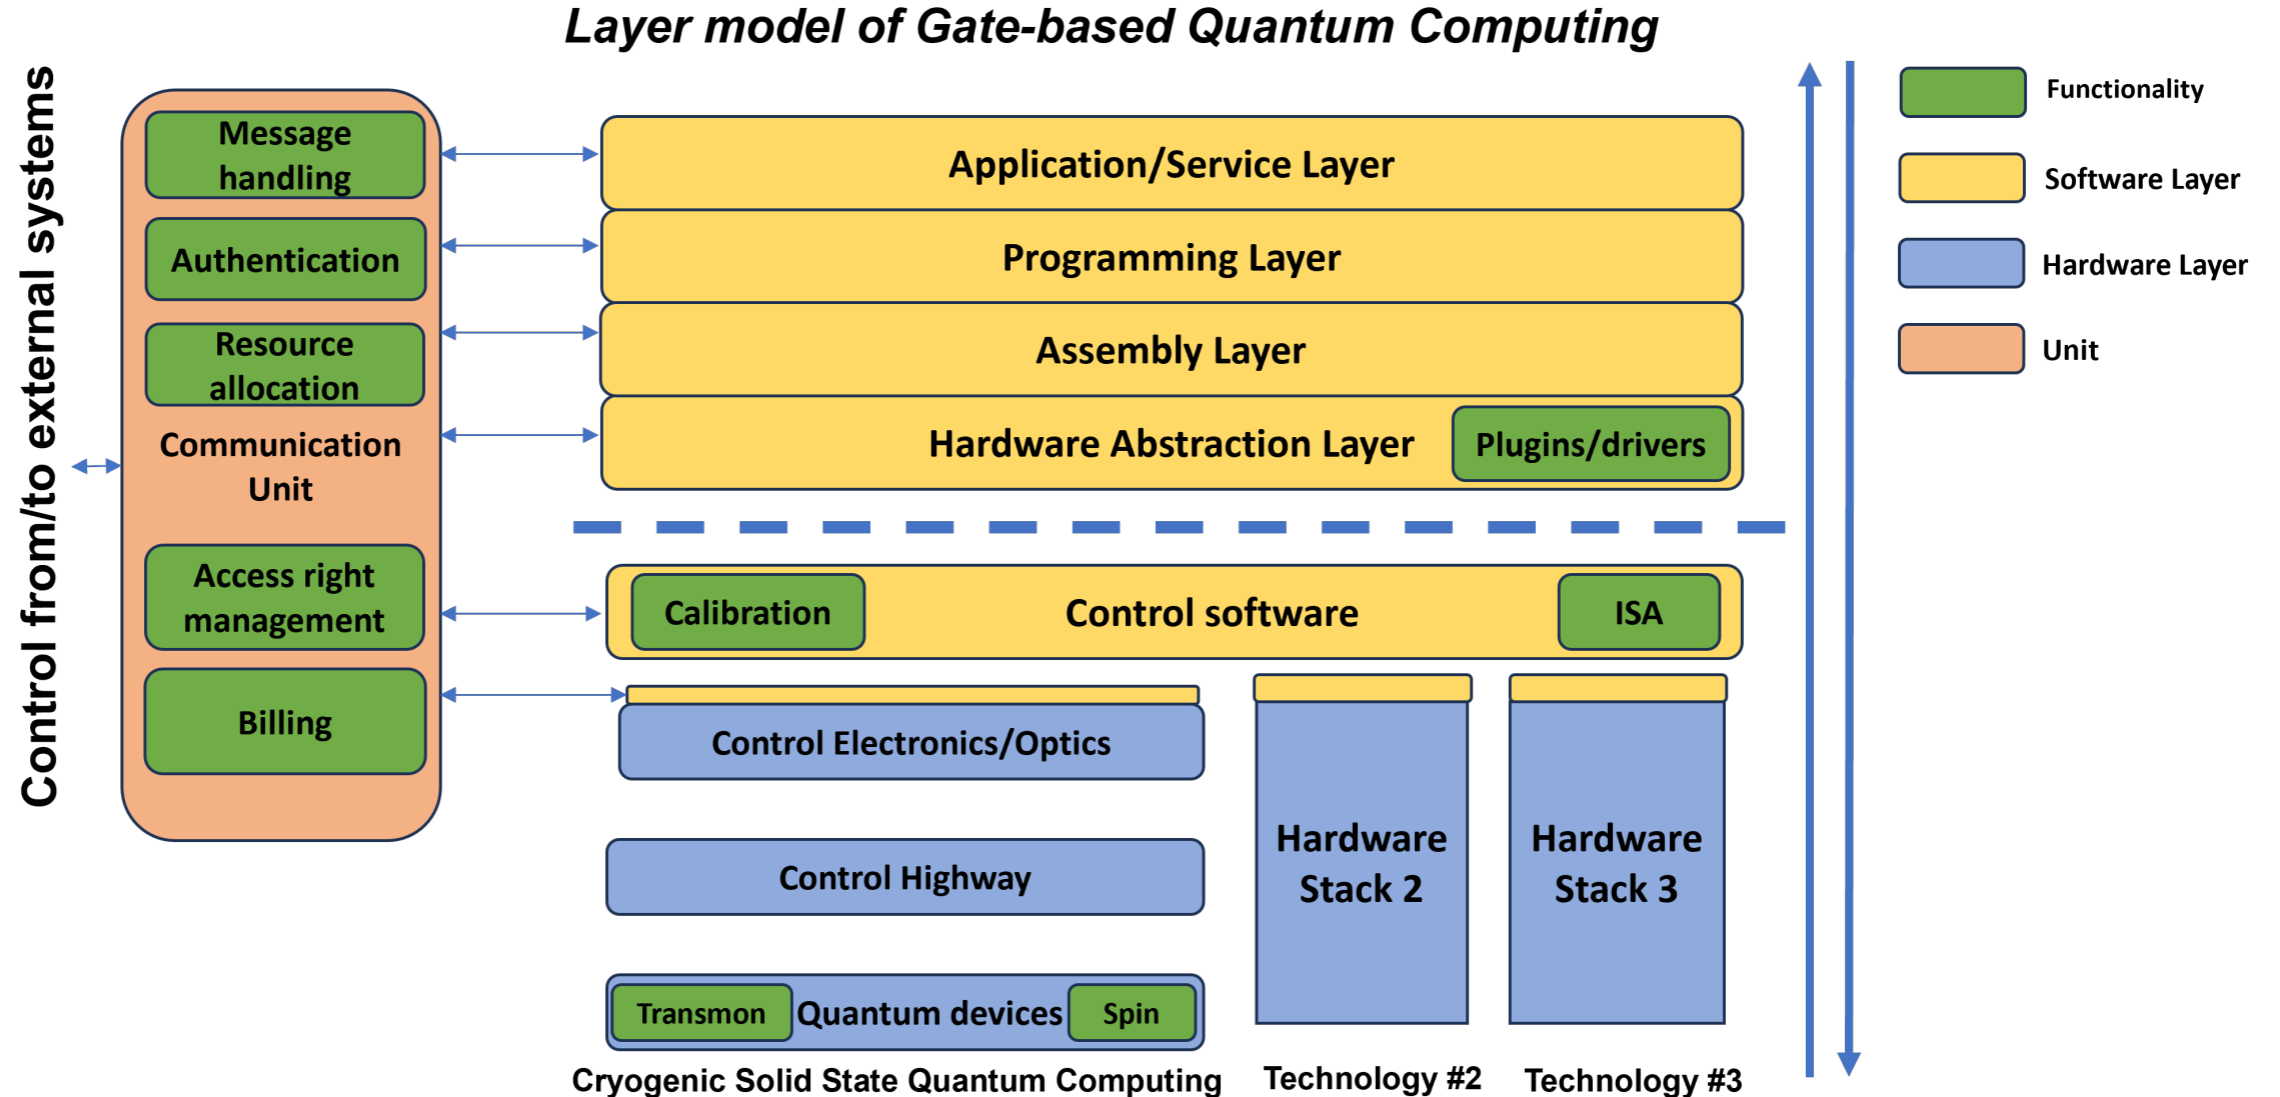 Layer model of Gate-based Quantum Computing
Control from/to external systems
Message
handling
Authentication
Resource
allocation
Communication
Unit
Access right
management
Billing
Application/Service Layer
Programming Layer
Assembly Layer
Hardware Abstraction Layer
Plugins/drivers
Calibration
Control software
ISA
Control Electronics/Optics
Control Highway
Transmon
Quantum devices
Spin
Cryogenic Solid State Quantum Computing
Hardware
Stack 2
Technology #2
Hardware
Stack 3
Technology #3
Functionality
Software Layer
Hardware Layer
Unit